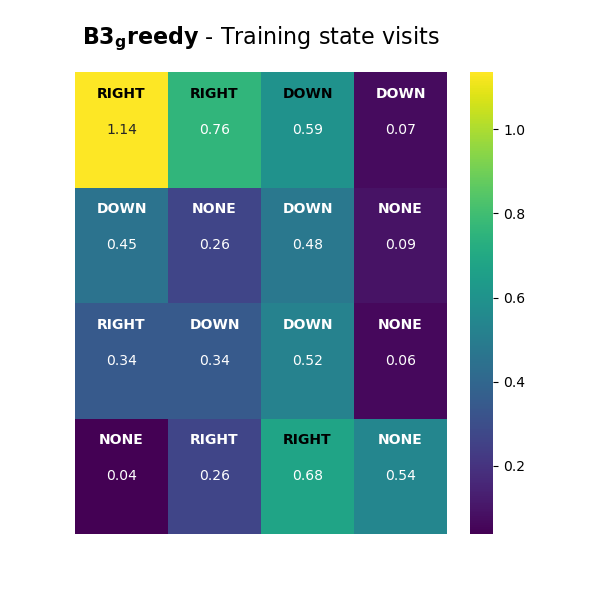 B3greedy - Training state visits
RIGHT RIGHT DOWN DOWN
1.14 0.76 0.59 0.07
1.0
DOWN NONE DOWN NONE
0.8
0.45 0.26 0.48 0.09
0.6
RIGHT DOWN DOWN NONE
0.34 0.34 0.52 0.06
0.4
NONE RIGHT RIGHT NONE
0.2
0.04 0.26 0.68 0.54